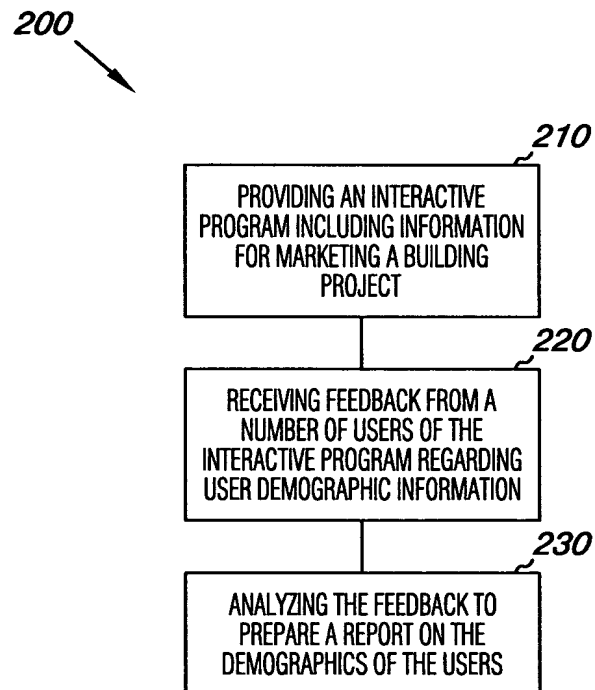 200
210
PROVIDING AN INTERACTIVE
PROGRAM INCLUDING INFORMATION
FOR MARKETING A BUILDING
PROJECT
220
RECEIVING FEEDBACK FROM A
NUMBER OF USERS OF THE
INTERACTIVE PROGRAM REGARDING
USER DEMOGRAPHIC INFORMATION
230
ANALYZING THE FEEDBACK TO
PREPARE A REPORT ON THE
DEMOGRAPHICS OF THE USERS